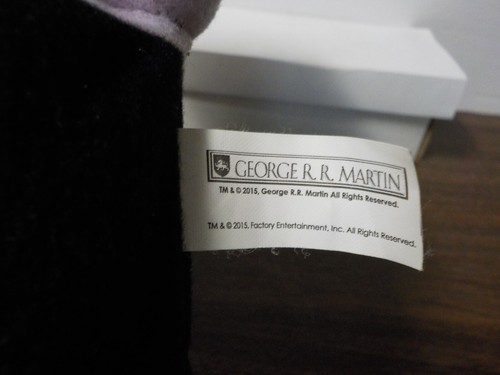 GEORGE R. R. MARTIN
TM & © 2015, George R.R. Martin All Rights Reserved.
TM & © 2015, Factory Entertainment, Inc. All Rights Reserved.